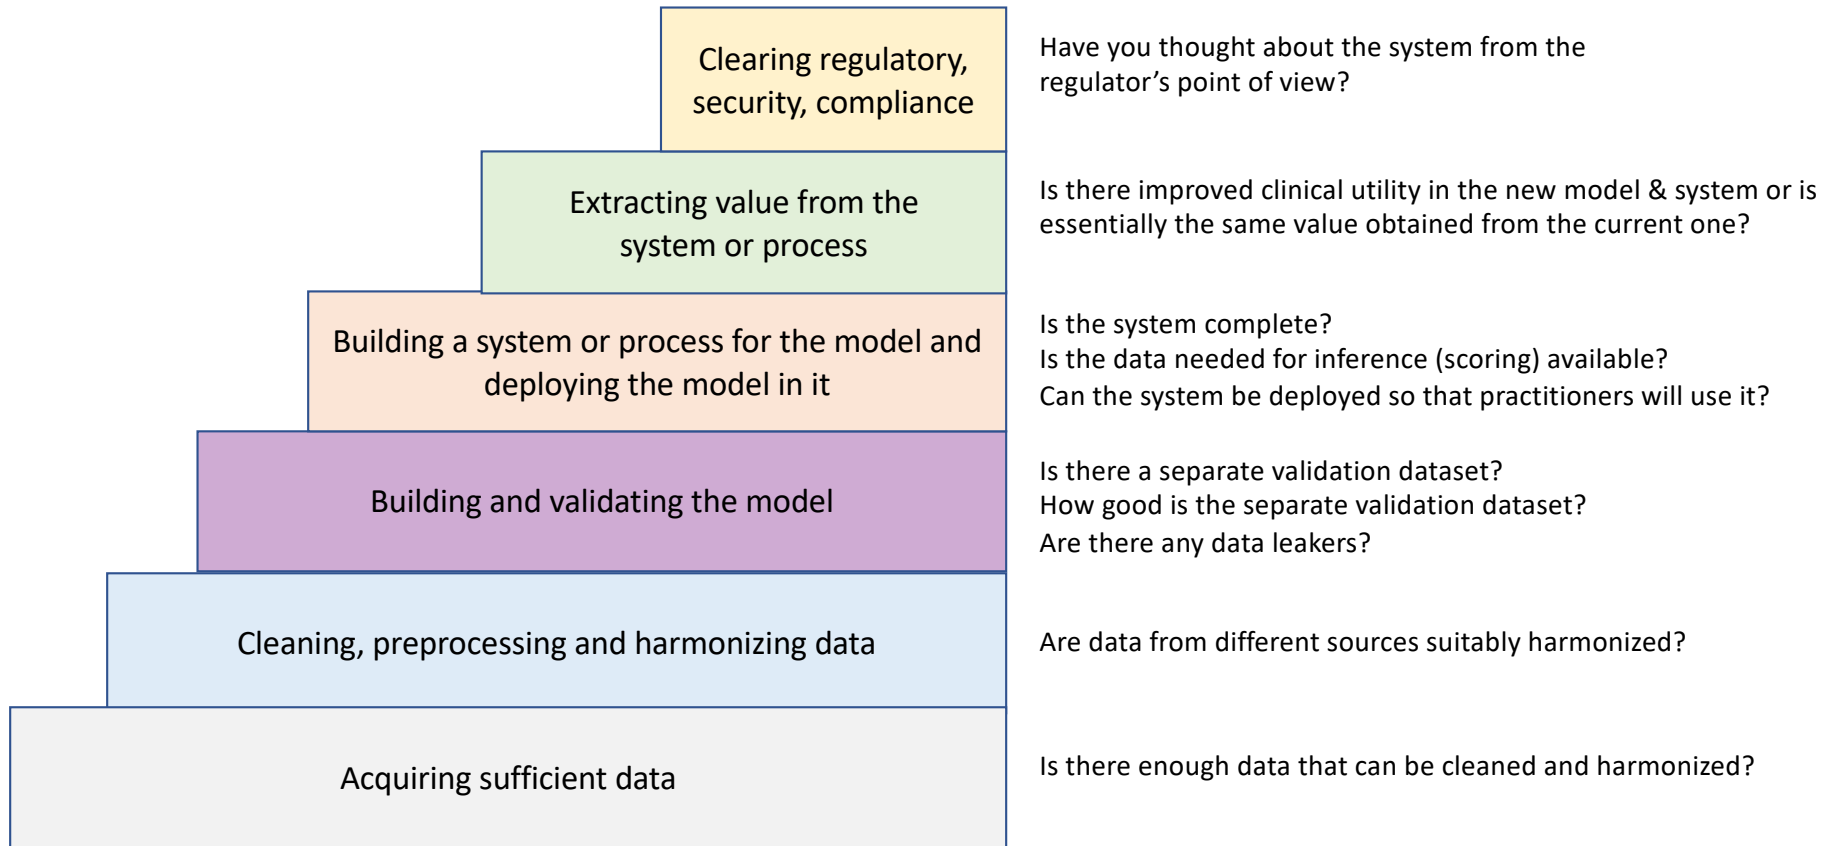 Clearing regulatory,
security, compliance
Have you thought about the system from the
regulator’s point of view?
Extracting value from the
system or process
Is there improved clinical utility in the new model & system or is
essentially the same value obtained from the current one?
Building a system or process for the model and
deploying the model in it
Is the system complete?
Is the data needed for inference (scoring) available?
Can the system be deployed so that practitioners will use it?
Building and validating the model
Is there a separate validation dataset?
How good is the separate validation dataset?
Are there any data leakers?
Cleaning, preprocessing and harmonizing data
Are data from different sources suitably harmonized?
Acquiring sufficient data
Is there enough data that can be cleaned and harmonized?